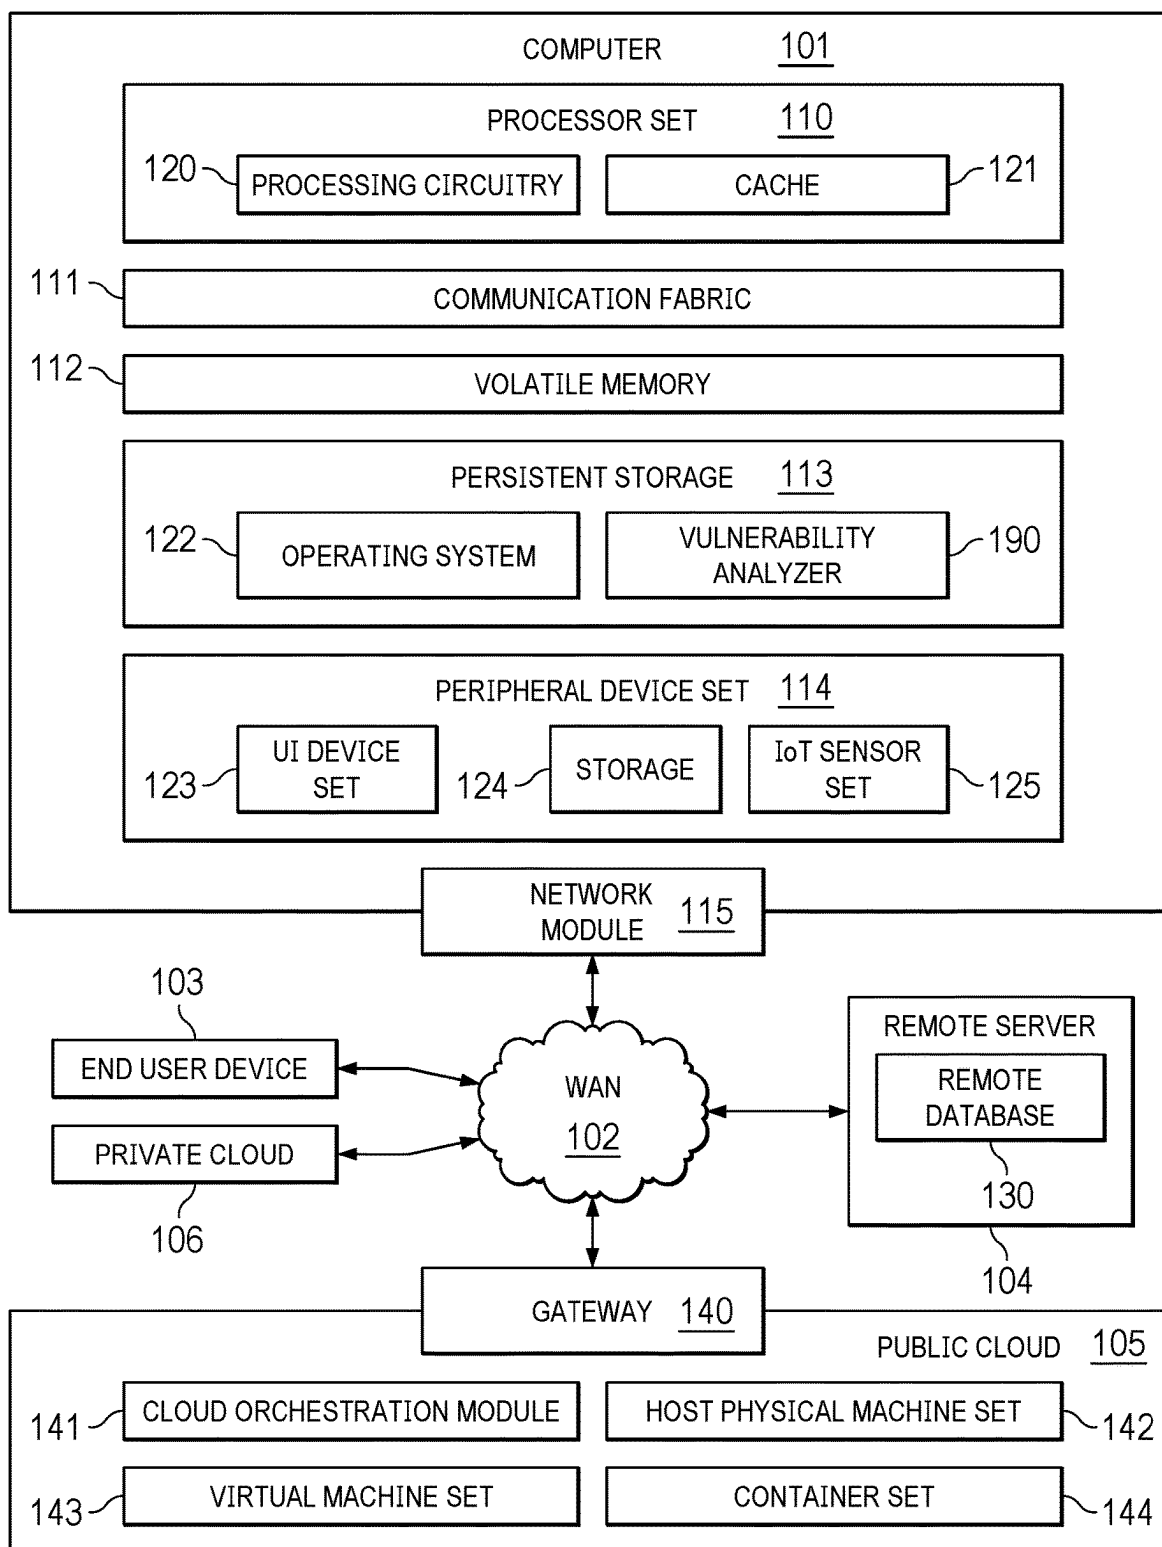 COMPUTER 101
PROCESSOR SET 110
120 PROCESSING CIRCUITRY CACHE 121
111 COMMUNICATION FABRIC
112 VOLATILE MEMORY
PERSISTENT STORAGE 113
122 OPERATING SYSTEM
VULNERABILITY
ANALYZER
190
PERIPHERAL DEVICE SET 114
123
UI DEVICE
SET
124 STORAGE
IoT SENSOR
SET
125
NETWORK
MODULE
115
103
END USER DEVICE
PRIVATE CLOUD
106
WAN
102
REMOTE SERVER
REMOTE
DATABASE
130
104
GATEWAY 140
PUBLIC CLOUD 105
141 CLOUD ORCHESTRATION MODULE HOST PHYSICAL MACHINE SET 142
143 VIRTUAL MACHINE SET CONTAINER SET 144